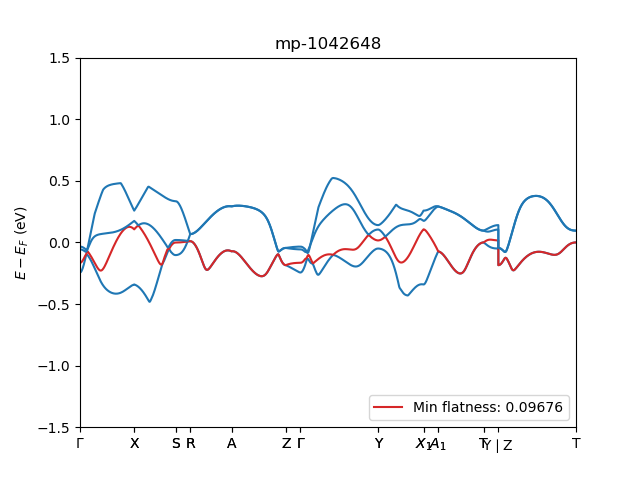 mp-1042648
1.5
1.0
0.5
0.0
−0.5
−1.0
−1.5
E − E_F (eV)
Min flatness: 0.09676
Γ X S R A Z Γ Y X₁ A₁ T Y | Z T